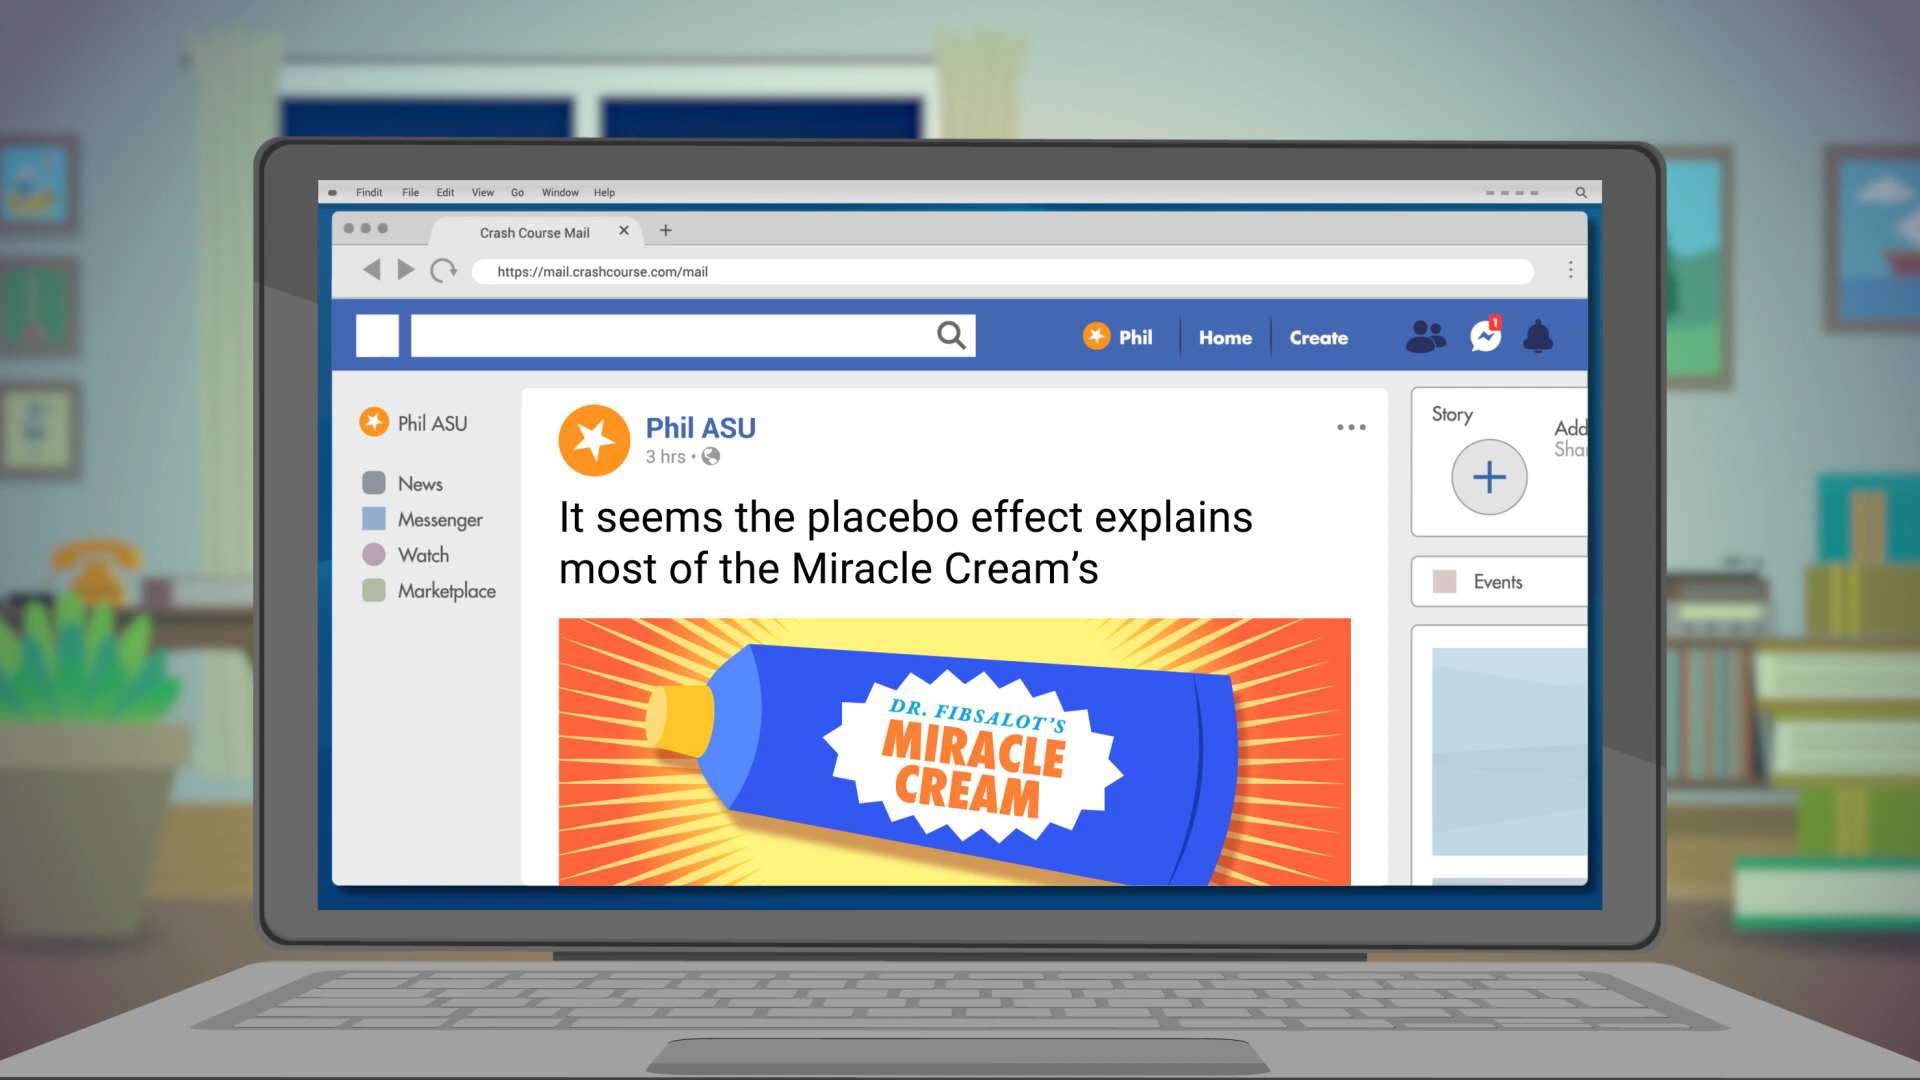 Findit File Edit View Go Window Help
Crash Course Mail
https://mail.crashcourse.com/mail
Phil Home Create
1
Phil ASU
News
Messenger
Watch
Marketplace
Phil ASU
3 hrs
It seems the placebo effect explains
most of the Miracle Cream’s
DR. FIBSALOT’S
MIRACLE
CREAM
Story
Add
Shar
Events